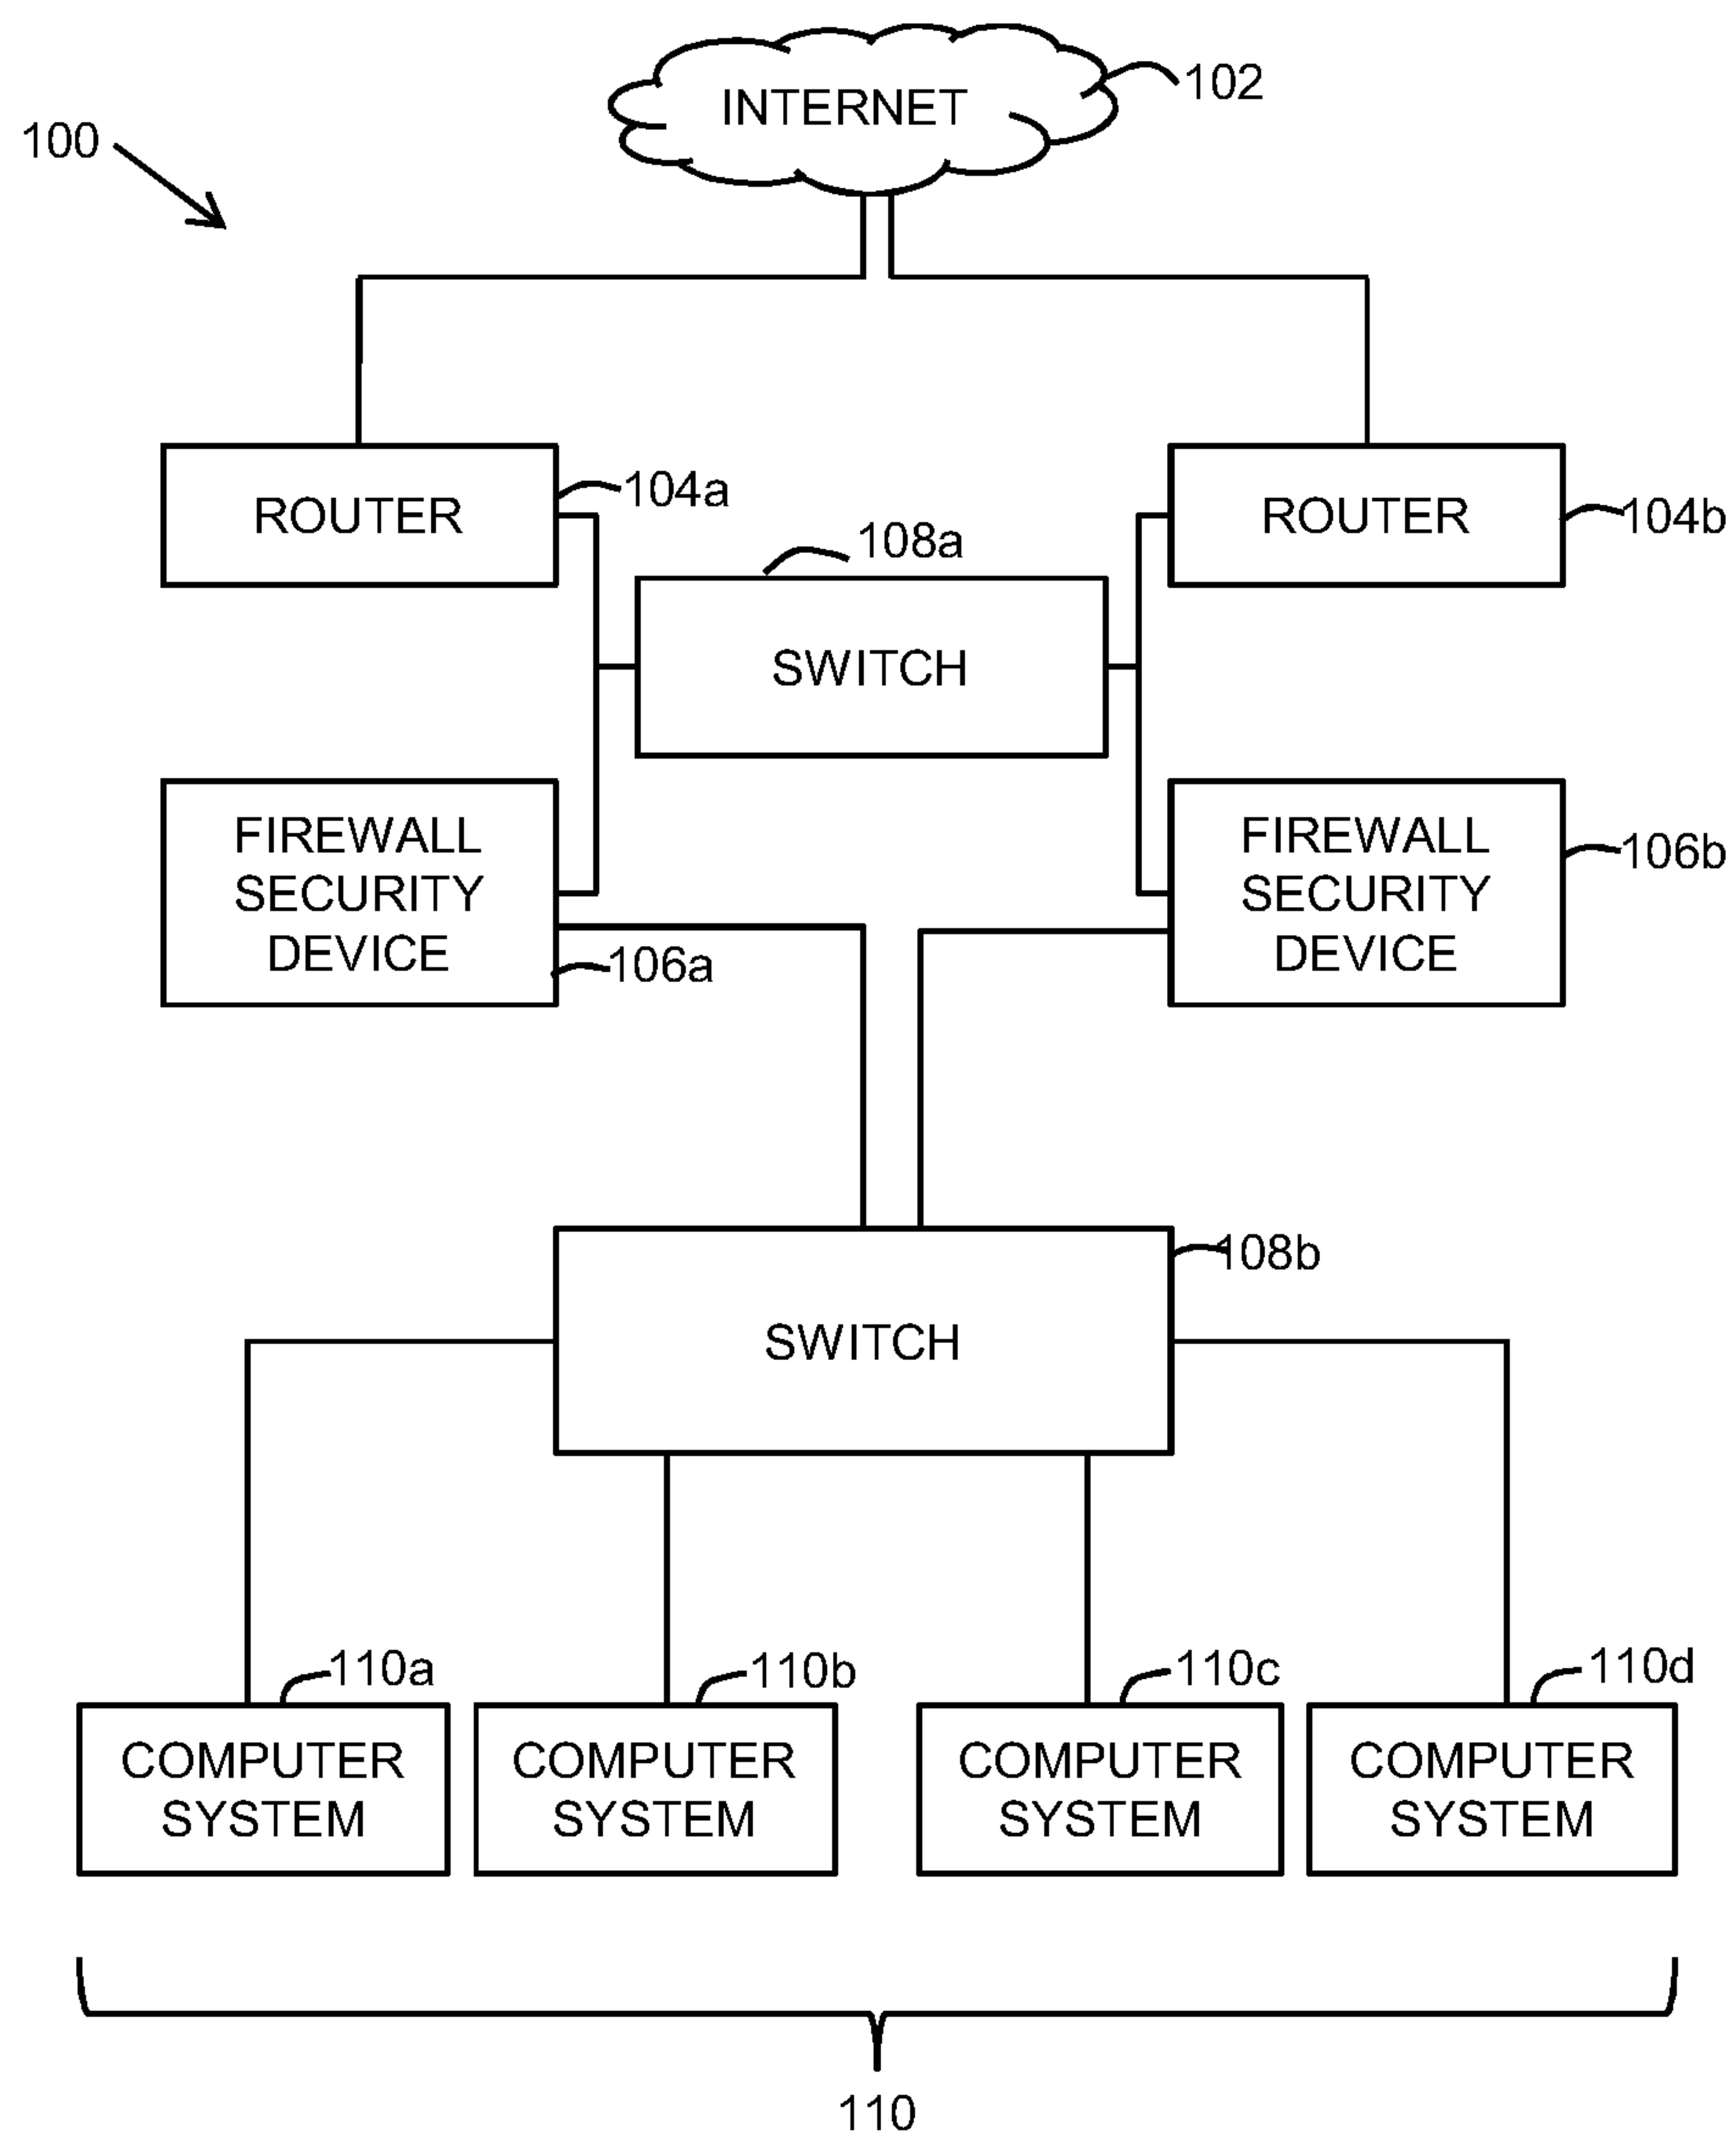 INTERNET
102
100
ROUTER
104a
ROUTER
104b
108a
SWITCH
FIREWALL
SECURITY
DEVICE
106a
FIREWALL
SECURITY
DEVICE
106b
108b
SWITCH
110a
110b
110c
110d
COMPUTER
SYSTEM
COMPUTER
SYSTEM
COMPUTER
SYSTEM
COMPUTER
SYSTEM
110